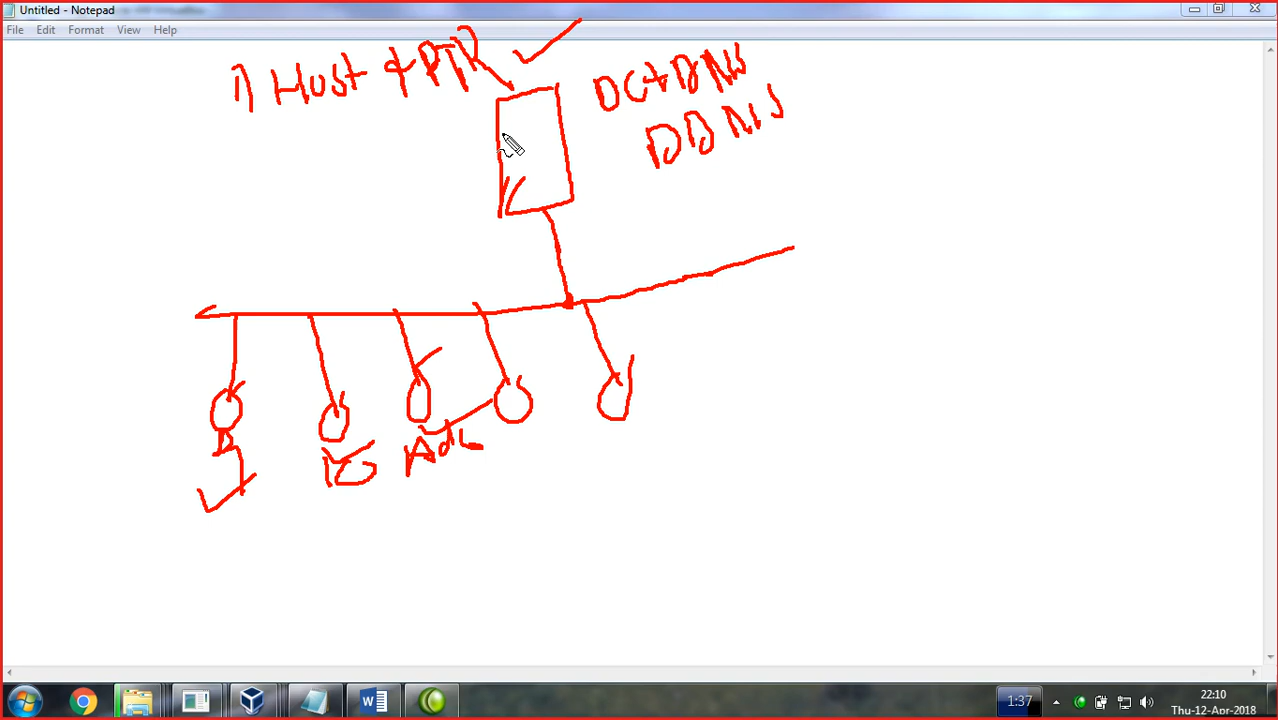 Untitled - Notepad
File Edit Format View Help
1) Host & PTR
DC+DNS
DDNS
1:37
22:10
Thu-12-Apr-2018